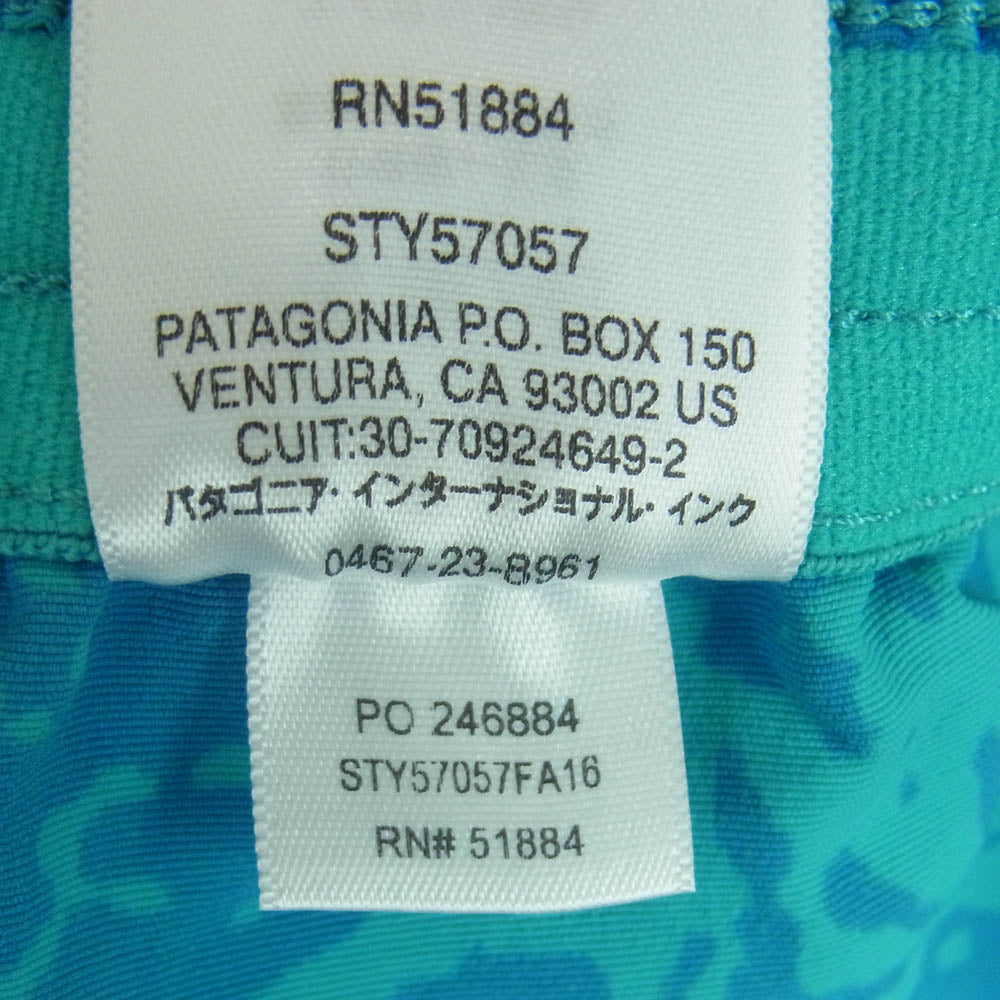 RN51884
STY57057
PATAGONIA P.O. BOX 150
VENTURA, CA 93002 US
CUIT:30-70924649-2
パタゴニア・インターナショナル・インク
0467-23-8961
PO 246884
STY57057FA16
RN# 51884